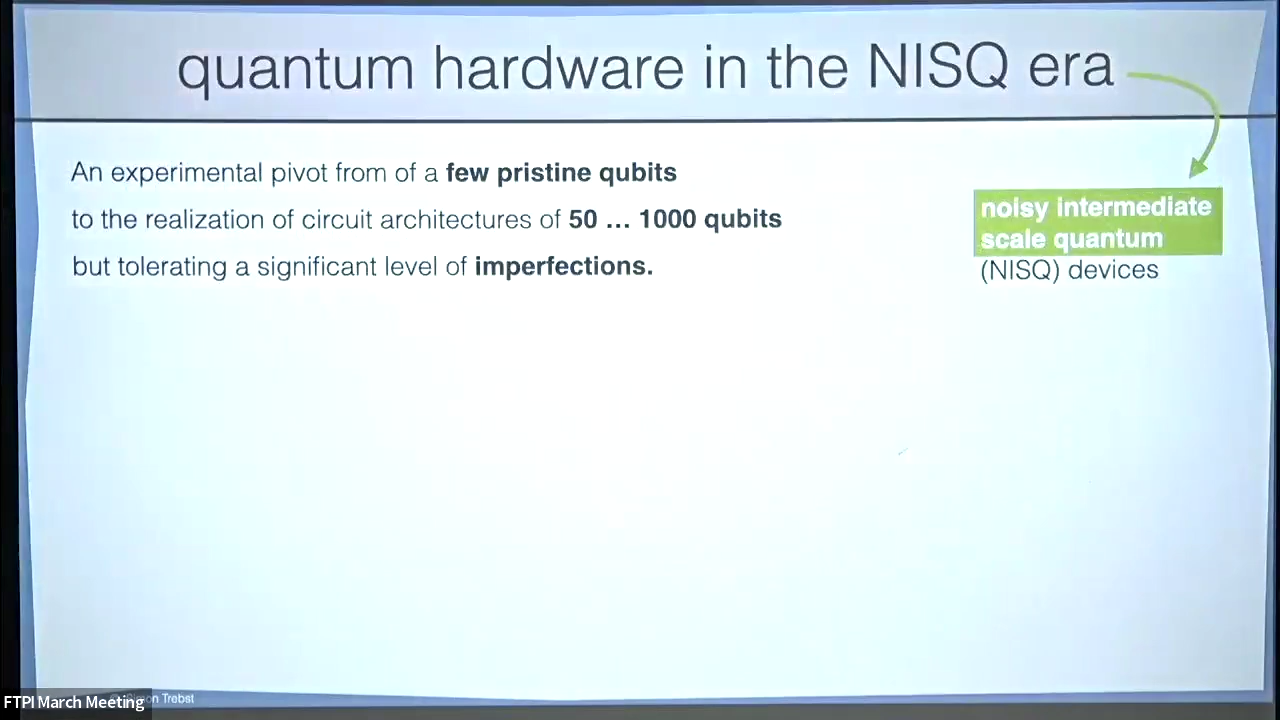 quantum hardware in the NISQ era
An experimental pivot from of a few pristine qubits
to the realization of circuit architectures of 50 ... 1000 qubits
but tolerating a significant level of imperfections.
noisy intermediate
scale quantum
(NISQ) devices
Trebst
FTPI March Meeting